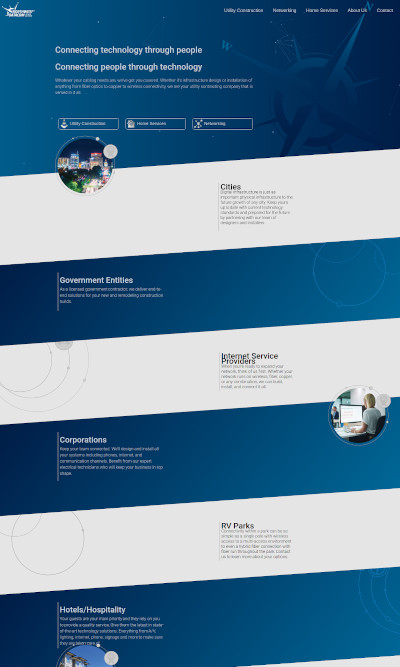 Utility Construction Networking Home Services About Us Contact
W
N
Connecting technology through people
Connecting people through technology
Whatever your cabling needs are, we've got you covered. Whether it's infrastructure design or installation of
anything from fiber optics to copper to wireless connectivity, we are your utility contracting company that is
service in it all.
Utility Construction Home Services Networking
Cities
Digital infrastructure is just as
important physical infrastructure to the
future growth of any city. Keep yours
up to date with current technology
standards and prepared for the future
by partnering with our team of
designers and installers.
Government Entities
As a licensed government contractor, we deliver end-to-
end solutions for your new and remodeling construction
builds.
Internet Service
Providers
When you're ready to expand your
network, think of us first. Whether your
network runs on wireless, fiber, copper,
or any combination, we can build,
install, and connect it all.
Corporations
Keep your team connected. We'll design and install all
your systems including phones, internet, and
communication channels. Benefit from our expert
electrical technicians who will keep your business in top
shape.
RV Parks
Connectivity within a park can be as
simple as a single park with wireless
access to a multi-access environment
to even a hybrid fiber connection with
fiber run throughout the park. Contact
us to learn more about your options.
Hotels/Hospitality
Your guests are your main priority and they rely on you
to provide a quality service. Give them the latest in state-
of-the-art technology solutions. Everything from A/V,
lighting, internet, phone, signage and more to make sure
they are taken care of.